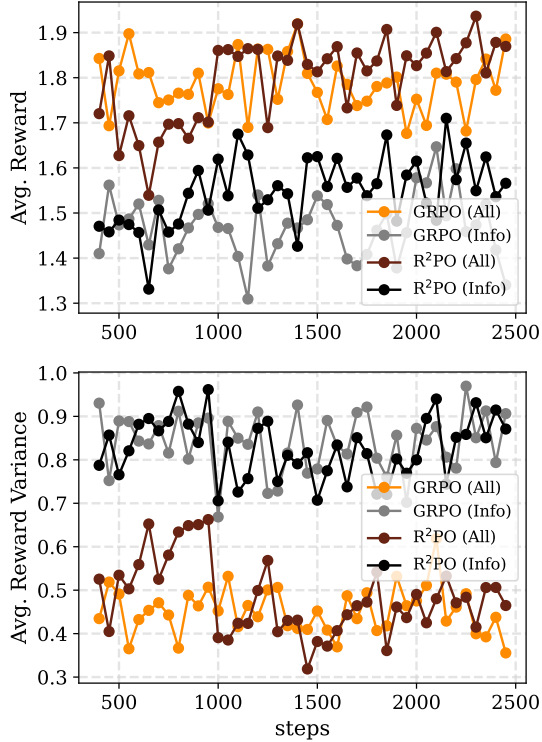 Avg. Reward
1.9
1.8
1.7
1.6
1.5
1.4
1.3
GRPO (All)
GRPO (Info)
R²PO (All)
R²PO (Info)
500
1000
1500
2000
2500
Avg. Reward Variance
1.0
0.9
0.8
0.7
0.6
0.5
0.4
0.3
GRPO (All)
GRPO (Info)
R²PO (All)
R²PO (Info)
500
1000
1500
2000
2500
steps